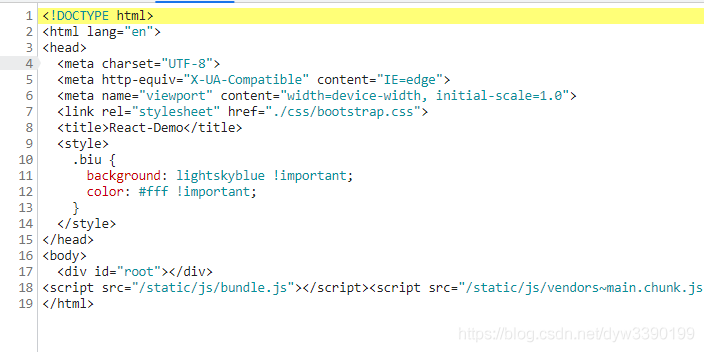 1 <!DOCTYPE html>
2 <html lang="en">
3 <head>
4   <meta charset="UTF-8">
5   <meta http-equiv="X-UA-Compatible" content="IE=edge">
6   <meta name="viewport" content="width=device-width, initial-scale=1.0">
7   <link rel="stylesheet" href="./css/bootstrap.css">
8   <title>React-Demo</title>
9   <style>
10     .biu {
11       background: lightskyblue !important;
12       color: #fff !important;
13     }
14   </style>
15 </head>
16 <body>
17   <div id="root"></div>
18 <script src="/static/js/bundle.js"></script><script src="/static/js/vendors~main.chunk.js
19 </html>
https://blog.csdn.net/dyw3390199